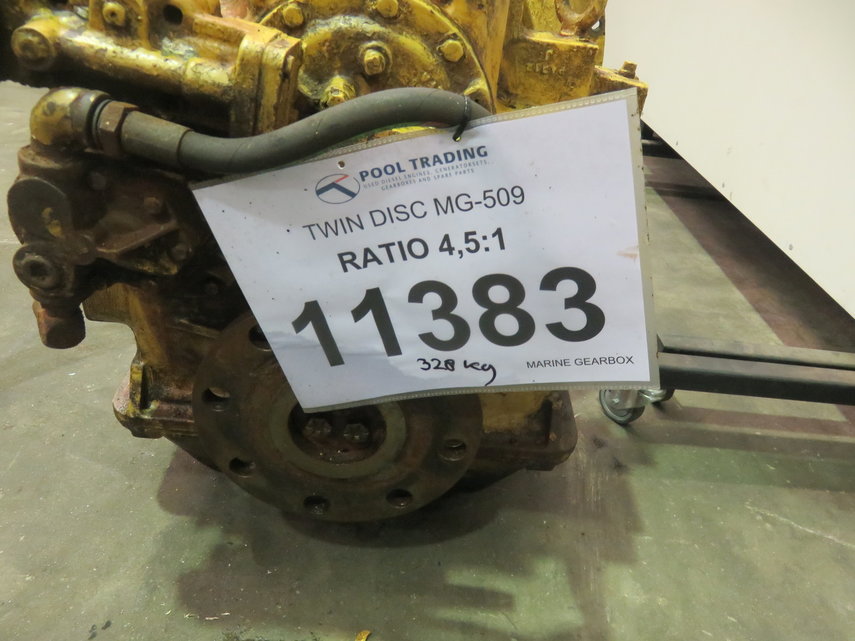 POOL TRADING
USED DIESEL ENGINES, GENERATORSETS,
GEARBOXES AND SPARE PARTS
TWIN DISC MG-509
RATIO 4,5:1
11383
328 kg
MARINE GEARBOX